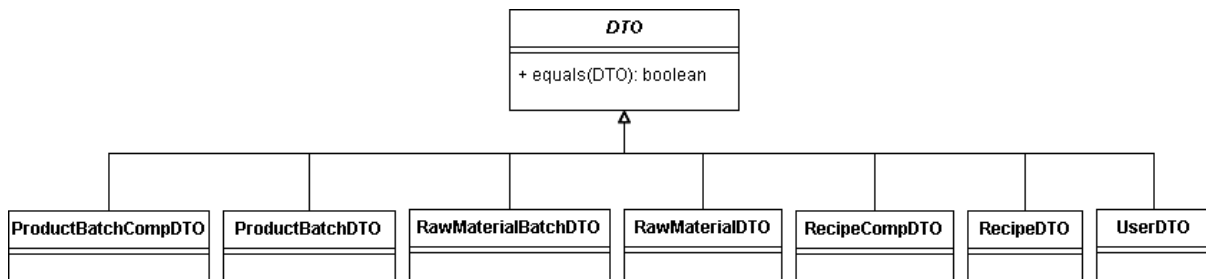 DTO
+ equals(DTO): boolean
ProductBatchCompDTO
ProductBatchDTO
RawMaterialBatchDTO
RawMaterialDTO
RecipeCompDTO
RecipeDTO
UserDTO